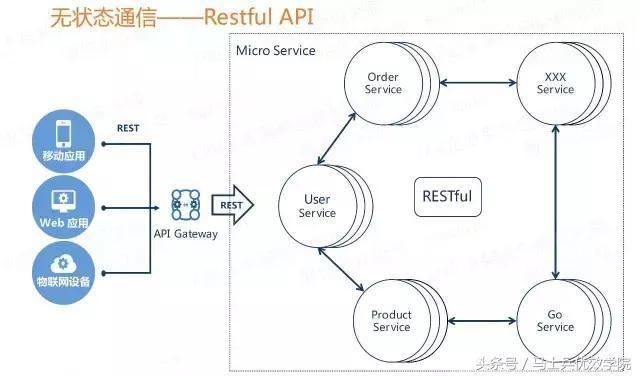 无状态通信——Restful API
Micro Service
Order
Service
XXX
Service
REST
移动应用
Web 应用
物联网设备
API Gateway
REST
User
Service
RESTful
Product
Service
Go
Service
头条号 / 马士兵优效学院